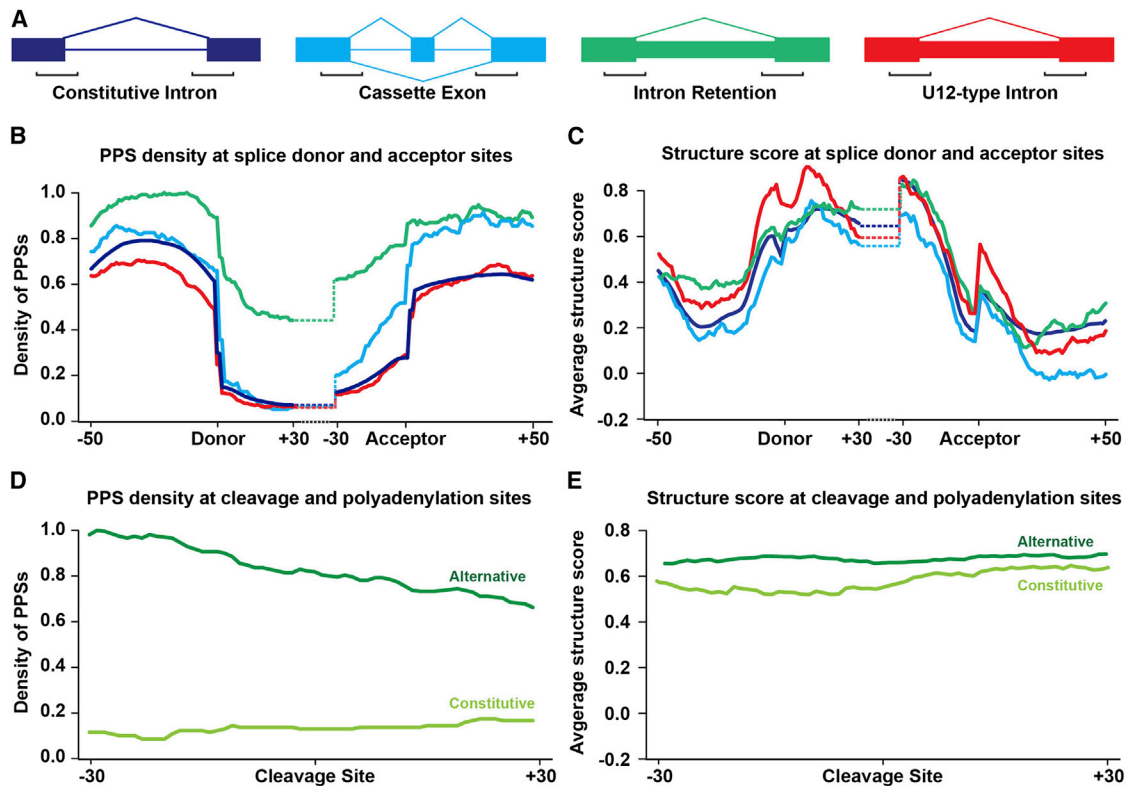 A
Constitutive Intron
Cassette Exon
Intron Retention
U12-type Intron
B
PPS density at splice donor and acceptor sites
Density of PPSs
1.0
0.8
0.6
0.4
0.2
0.0
-50
Donor
+30
-30
Acceptor
+50
C
Structure score at splice donor and acceptor sites
Avgerage structure score
0.8
0.6
0.4
0.2
0.0
-0.2
-50
Donor
+30
-30
Acceptor
+50
D
PPS density at cleavage and polyadenylation sites
Density of PPSs
1.0
0.8
0.6
0.4
0.2
0.0
Alternative
Constitutive
-30
Cleavage Site
+30
E
Structure score at cleavage and polyadenylation sites
Avgerage structure score
0.8
0.6
0.4
0.2
0.0
-0.2
Alternative
Constitutive
-30
Cleavage Site
+30